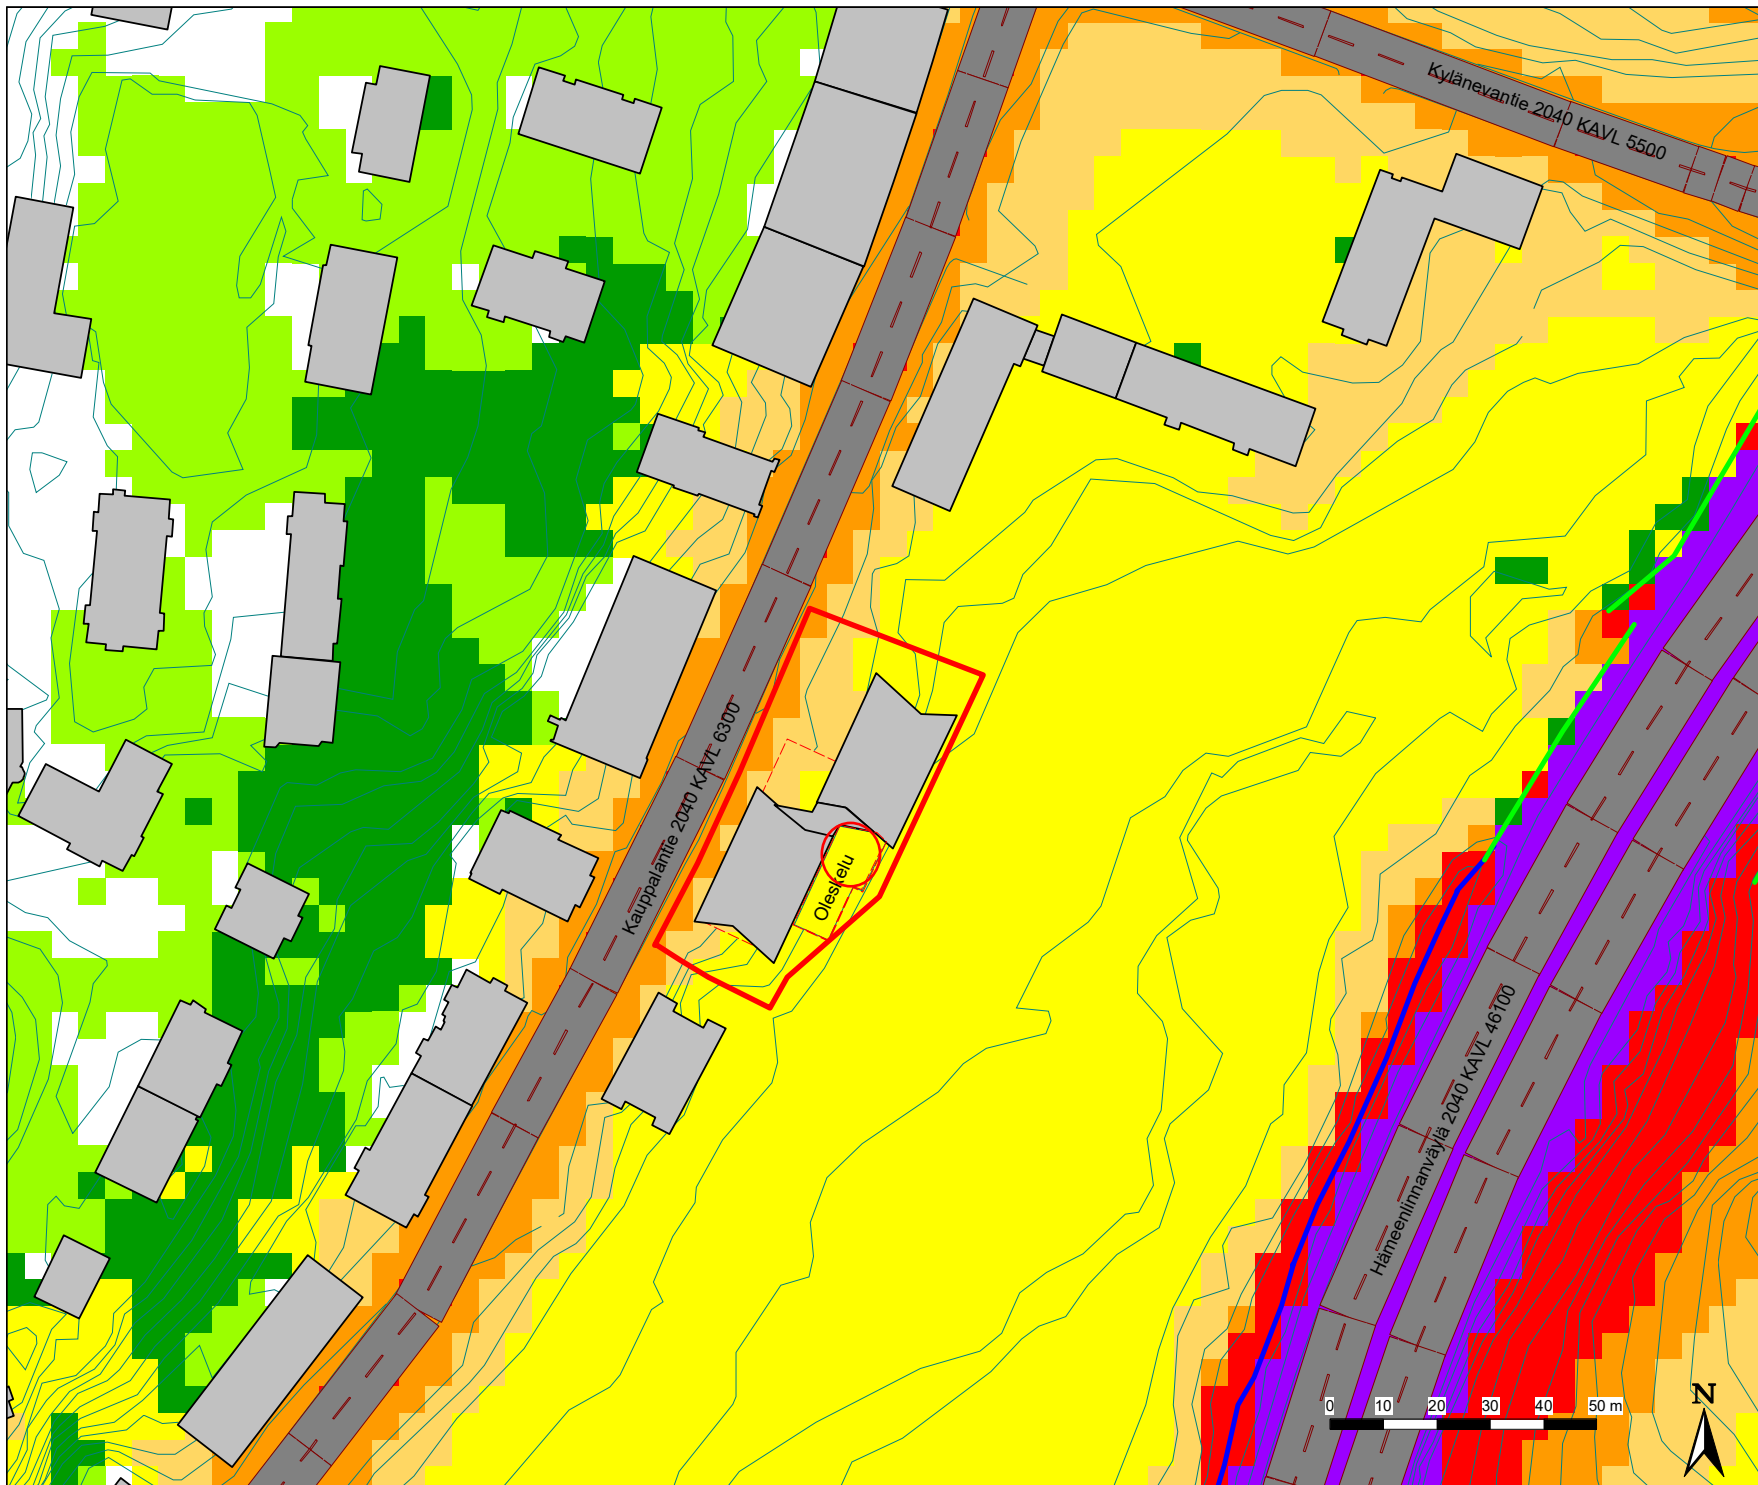 Kylänevantie 2040 KAVL 5500
Kauppalantie 2040 KAVL 6300
Oleskelu
Hämeenlinnanväylä 2040 KAVL 46100
0 10 20 30 40 50 m
N